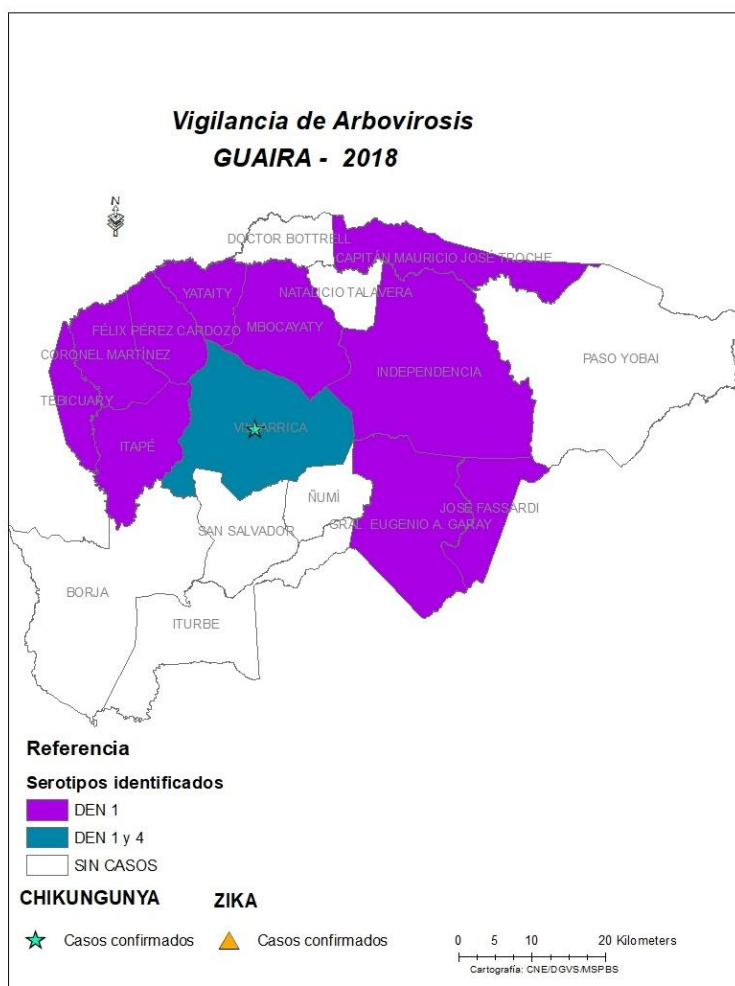 Vigilancia de Arbovirosis
GUAIRA - 2018
N
DOCTOR BOTTRELL
CAPITÁN MAURICIO JOSÉ TROCHE
YATAITY
NATALICIO TALAVERA
FÉLIX PÉREZ CARDOZO
MBOCAYATY
CORONEL MARTÍNEZ
PASO YOBAI
INDEPENDENCIA
TEBICUARY
VILLARRICA
ITAPÉ
ÑUMÍ
JOSÉ FASSARDI
SAN SALVADOR
GRAL. EUGENIO A. GARAY
BORJA
ITURBE
Referencia
Serotipos identificados
DEN 1
DEN 1 y 4
SIN CASOS
CHIKUNGUNYA ZIKA
Casos confirmados Casos confirmados
0 5 10 20 Kilometers
Cartografía: CNE/DGVS/MSPBS